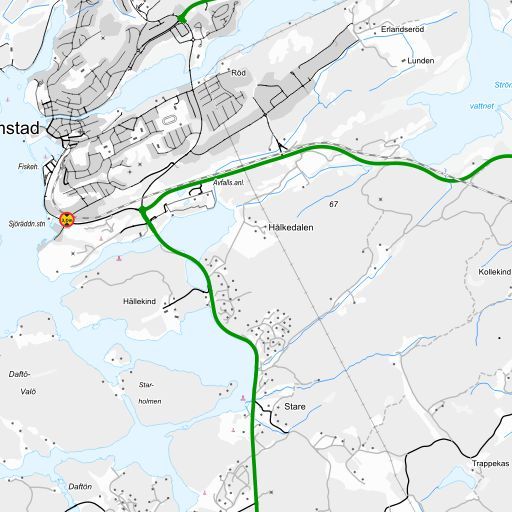 Erlandseröd
Lunden
Röd
Strön
vattnet
nstad
Fiskeh.
Avfalls.anl.
67
Sjöräddn.stn
Hälkedalen
Kollekind
Hällekind
Daftö-
Valö
Star-
holmen
Stare
Trappekas
Daftön